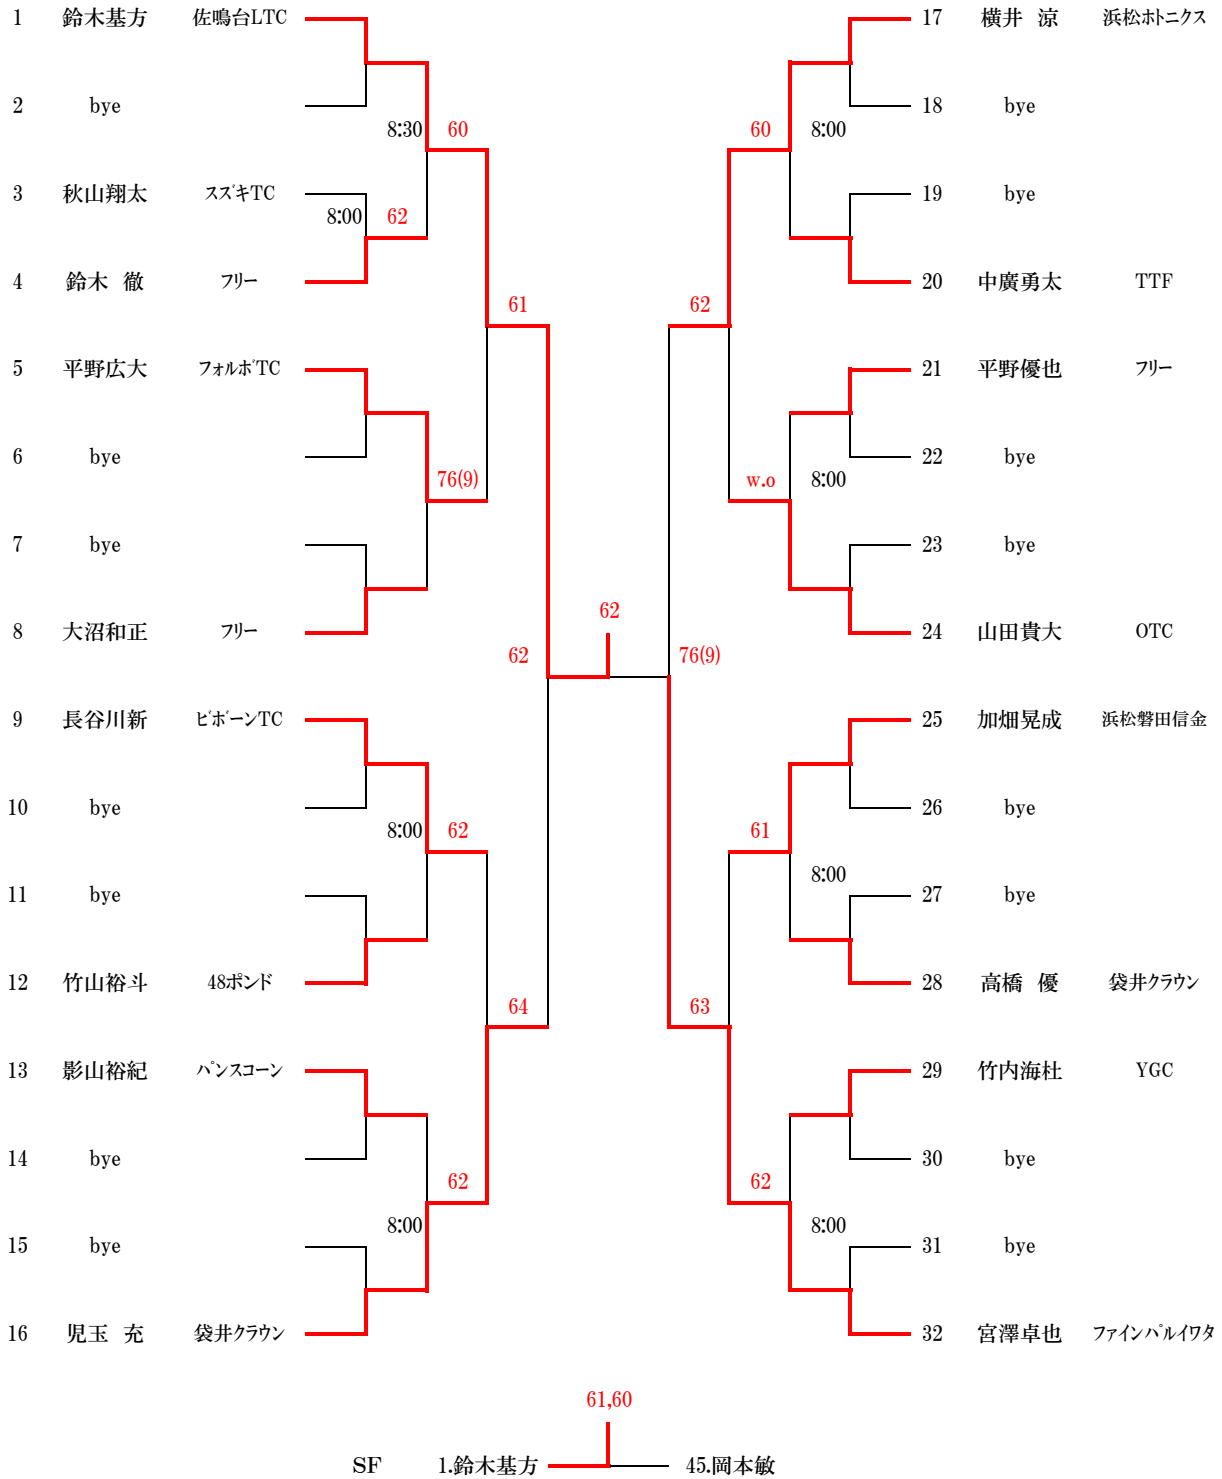 1 鈴木基方 佐鳴台LTC
2 bye
8:30 60
3 秋山翔太 スズキTC
8:00 62
4 鈴木 徹 フリー
61
5 平野広大 フォルボTC
6 bye
76(9)
7 bye
8 大沼和正 フリー
62
62
9 長谷川新 ビボーンTC
10 bye
8:00 62
11 bye
12 竹山裕斗 48ポンド
64
13 影山裕紀 パンスコーン
14 bye
62
8:00
15 bye
16 児玉 充 袋井クラウン
17 横井 涼 浜松ホトニクス
18 bye
60 8:00
19 bye
20 中廣勇太 TTF
62
21 平野優也 フリー
22 bye
w.o 8:00
23 bye
24 山田貴大 OTC
76(9)
25 加畑晃成 浜松磐田信金
26 bye
61
8:00
27 bye
28 高橋 優 袋井クラウン
63
29 竹内海杜 YGC
30 bye
62
8:00
31 bye
32 宮澤卓也 ファインパルイワタ
61,60
SF 1.鈴木基方 45.岡本敏